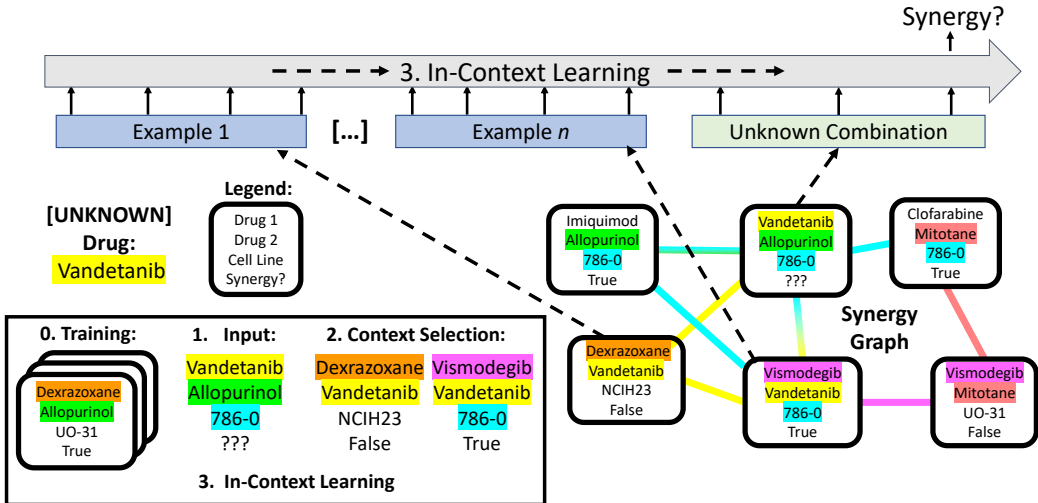 Synergy?
3. In-Context Learning
Example 1
[...]
Example n
Unknown Combination
[UNKNOWN]
Drug:
Vandetanib
Legend:
Drug 1
Drug 2
Cell Line
Synergy?
Imiquimod
Allopurinol
786-0
True
Vandetanib
Allopurinol
786-0
???
Clofarabine
Mitotane
786-0
True
Synergy
Graph
Dexrazoxane
Vandetanib
NCIH23
False
Vismodegib
Vandetanib
786-0
True
Vismodegib
Mitotane
UO-31
False
0. Training:
Dexrazoxane
Allopurinol
UO-31
True
1. Input:
Vandetanib
Allopurinol
786-0
???
2. Context Selection:
Dexrazoxane
Vandetanib
NCIH23
False
Vismodegib
Vandetanib
786-0
True
3. In-Context Learning